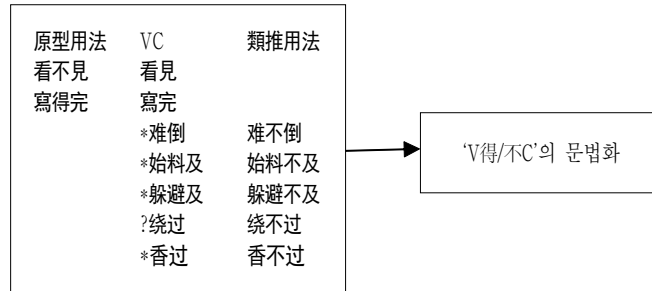 原型用法 VC 類推用法
看不見 看見
寫得完 寫完
*难倒 难不倒
*始料及 始料不及
*躲避及 躲避不及
?绕过 绕不过
*香过 香不过
‘V得/不C’의 문법화